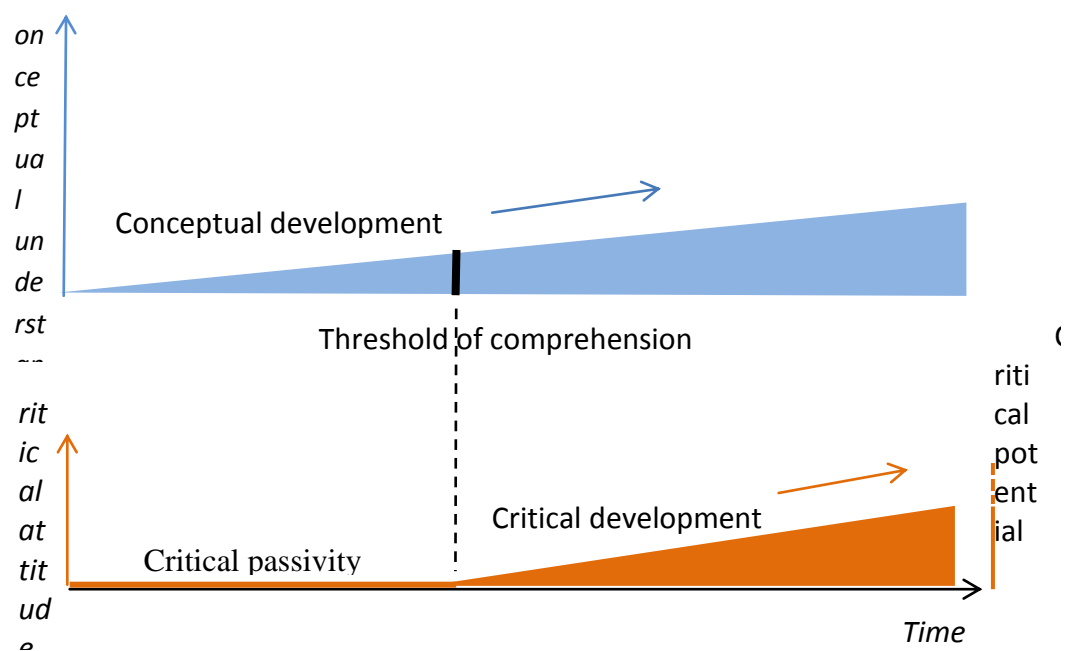 on
ce
pt
ua
l
un
de
rst
Conceptual development
Threshold of comprehension
C
riti
cal
pot
ent
ial
rit
ic
al
at
tit
ud
e
Critical development
Critical passivity
Time